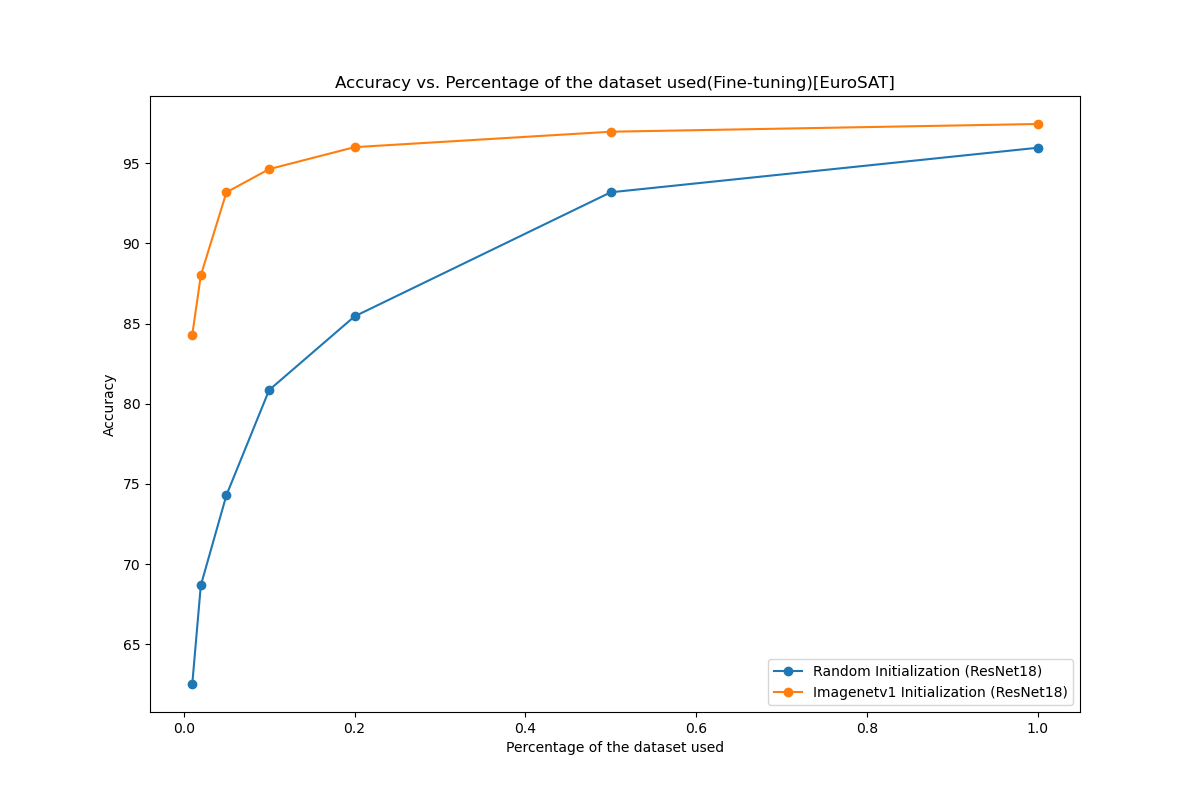 Accuracy vs. Percentage of the dataset used(Fine-tuning)[EuroSAT]
95
90
85
80
75
70
65
Accuracy
0.0 0.2 0.4 0.6 0.8 1.0
Percentage of the dataset used
Random Initialization (ResNet18)
Imagenetv1 Initialization (ResNet18)